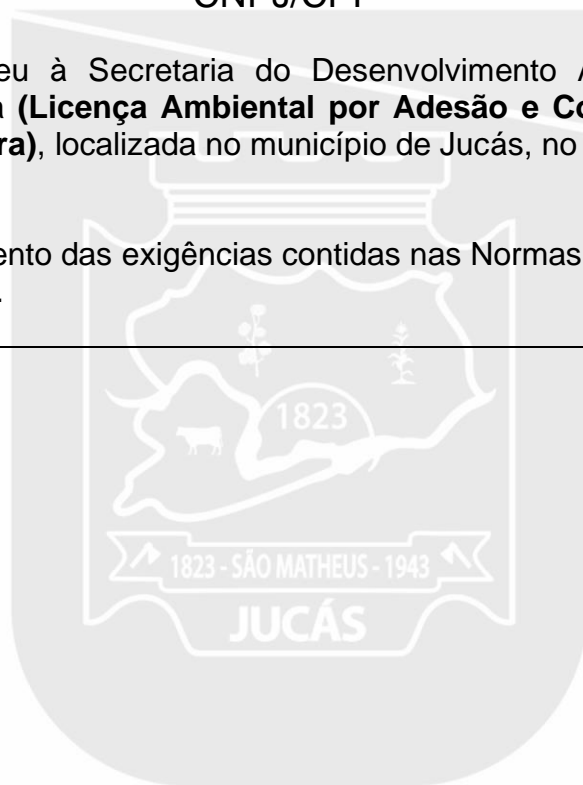 CNPJ/CPF
eu à Secretaria do Desenvolvimento A
a (Licença Ambiental por Adesão e Co
ra), localizada no município de Jucás, no
ento das exigências contidas nas Normas
.
1823
1823 - SÃO MATHEUS - 1943
JUCÁS